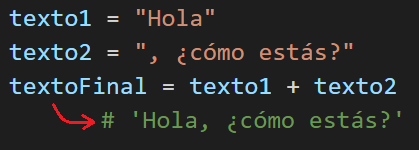 texto1 = "Hola"
texto2 = ", ¿cómo estás?"
textoFinal = texto1 + texto2
# 'Hola, ¿cómo estás?'